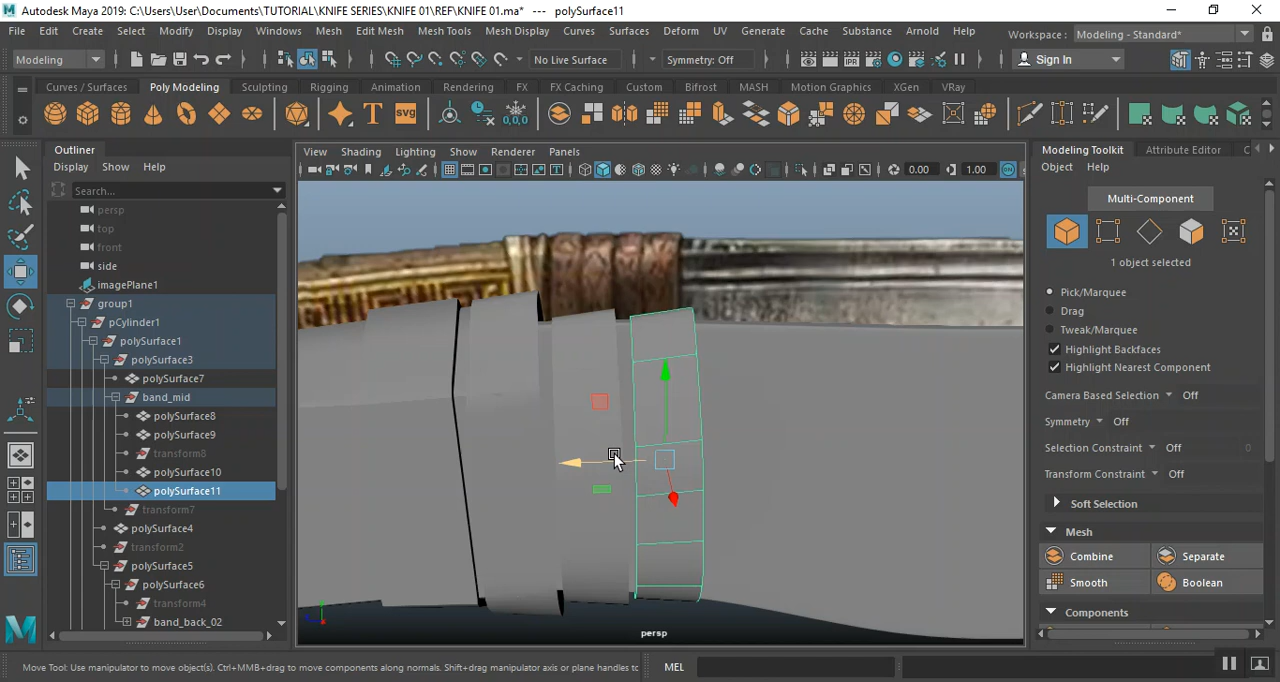 Autodesk Maya 2019: C:\Users\User\Documents\TUTORIAL\KNIFE SERIES\KNIFE 01\REF\KNIFE 01.ma* --- polySurface11
File Edit Create Select Modify Display Windows Mesh Edit Mesh Mesh Tools Mesh Display Curves Surfaces Deform UV Generate Cache Substance Arnold Help Workspace : Modeling - Standard*
Modeling No Live Surface Symmetry: Off Sign In
Curves / Surfaces Poly Modeling Sculpting Rigging Animation Rendering FX FX Caching Custom Bifrost MASH Motion Graphics XGen VRay
Outliner
Display Show Help
Search...
persp
top
front
side
imagePlane1
group1
pCylinder1
polySurface1
polySurface3
polySurface7
band_mid
polySurface8
polySurface9
transform8
polySurface10
polySurface11
transform7
polySurface4
transform2
polySurface5
polySurface6
transform4
band_back_02
View Shading Lighting Show Renderer Panels
0.00 1.00
persp
Modeling Toolkit Attribute Editor C
Object Help
Multi-Component
1 object selected
Pick/Marquee
Drag
Tweak/Marquee
Highlight Backfaces
Highlight Nearest Component
Camera Based Selection Off
Symmetry Off
Selection Constraint Off 0
Transform Constraint Off
Soft Selection
Mesh
Combine Separate
Smooth Boolean
Components
Move Tool: Use manipulator to move object(s). Ctrl+MMB+drag to move components along normals. Shift+drag manipulator axis or plane handles to
MEL